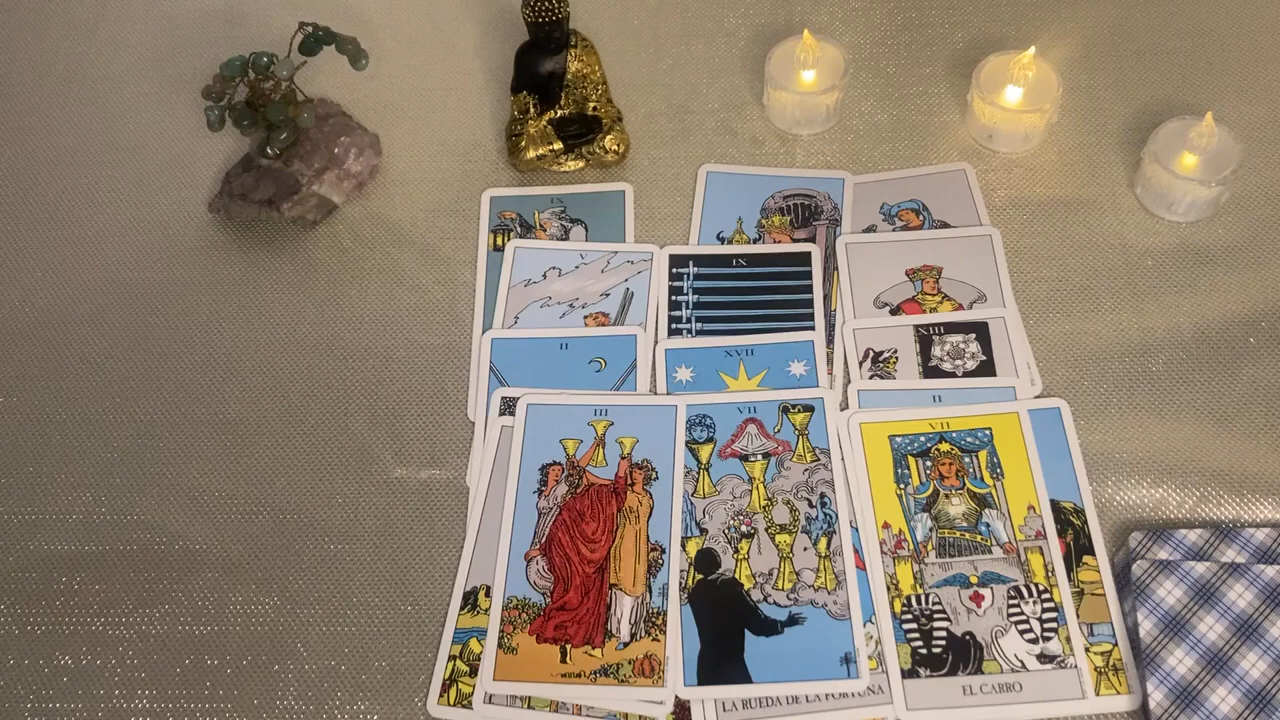 IX
IX
XIII
II
XVII
II
III
VII
VII
LA RUEDA DE LA FORTUNA
EL CARRO